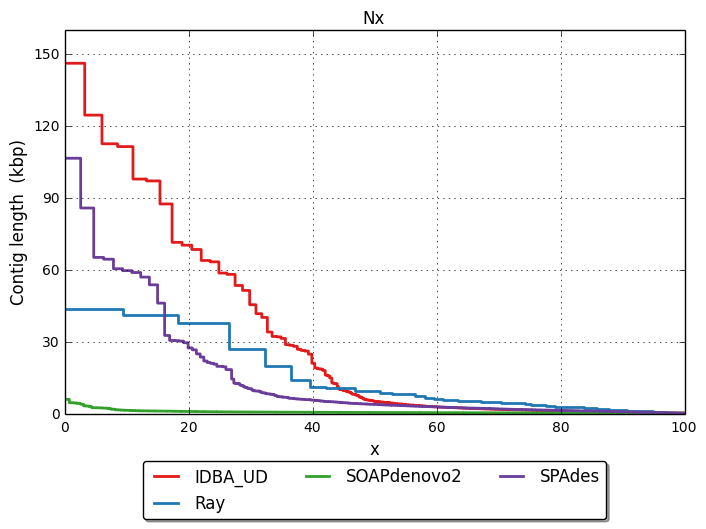 Nx
Contig length (kbp)
150
120
90
60
30
0
0 20 40 60 80 100
x
IDBA_UD SOAPdenovo2 SPAdes
Ray